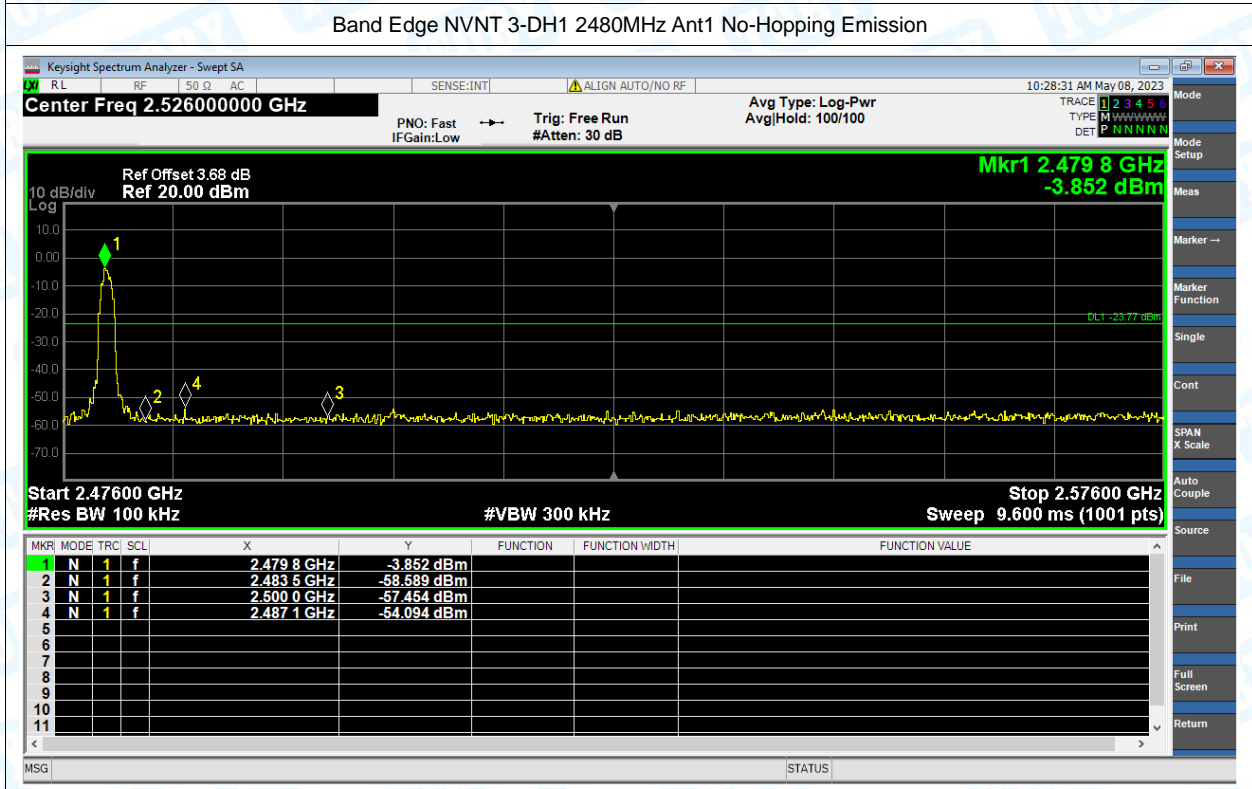 Band Edge NVNT 3-DH1 2480MHz Ant1 No-Hopping Emission
Keysight Spectrum Analyzer - Swept SA
LXI RL RF 50 Ω AC SENSE:INT ALIGN AUTO/NO RF 10:28:31 AM May 08, 2023
Center Freq 2.526000000 GHz
PNO: Fast
IFGain:Low
Trig: Free Run
#Atten: 30 dB
Avg Type: Log-Pwr
Avg|Hold: 100/100
TRACE 1 2 3 4 5 6
TYPE M WWWWW
DET P N N N N N
Mkr1 2.479 8 GHz
-3.852 dBm
Ref Offset 3.68 dB
10 dB/div Ref 20.00 dBm
Log
10.0
0.00
-10.0
-20.0
-30.0
-40.0
-50.0
-60.0
-70.0
1
2
4
3
DL1 -23.77 dBm
Start 2.47600 GHz Stop 2.57600 GHz
#Res BW 100 kHz #VBW 300 kHz Sweep 9.600 ms (1001 pts)
MKR MODE TRC SCL X Y FUNCTION FUNCTION WIDTH FUNCTION VALUE
1 N 1 f 2.479 8 GHz -3.852 dBm
2 N 1 f 2.483 5 GHz -58.589 dBm
3 N 1 f 2.500 0 GHz -57.454 dBm
4 N 1 f 2.487 1 GHz -54.094 dBm
5
6
7
8
9
10
11
MSG STATUS
Mode
Mode
Setup
Meas
Marker→
Marker
Function
Single
Cont
SPAN
X Scale
Auto
Couple
Source
File
Print
Full
Screen
Return